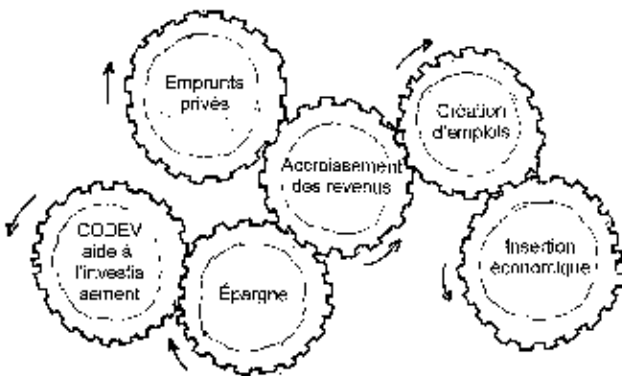 Emprunts
privés
Création
d'emplois
Accroissement
des revenus
CODEV
aide à
l'investis
sement
Épargne
Insertion
économique